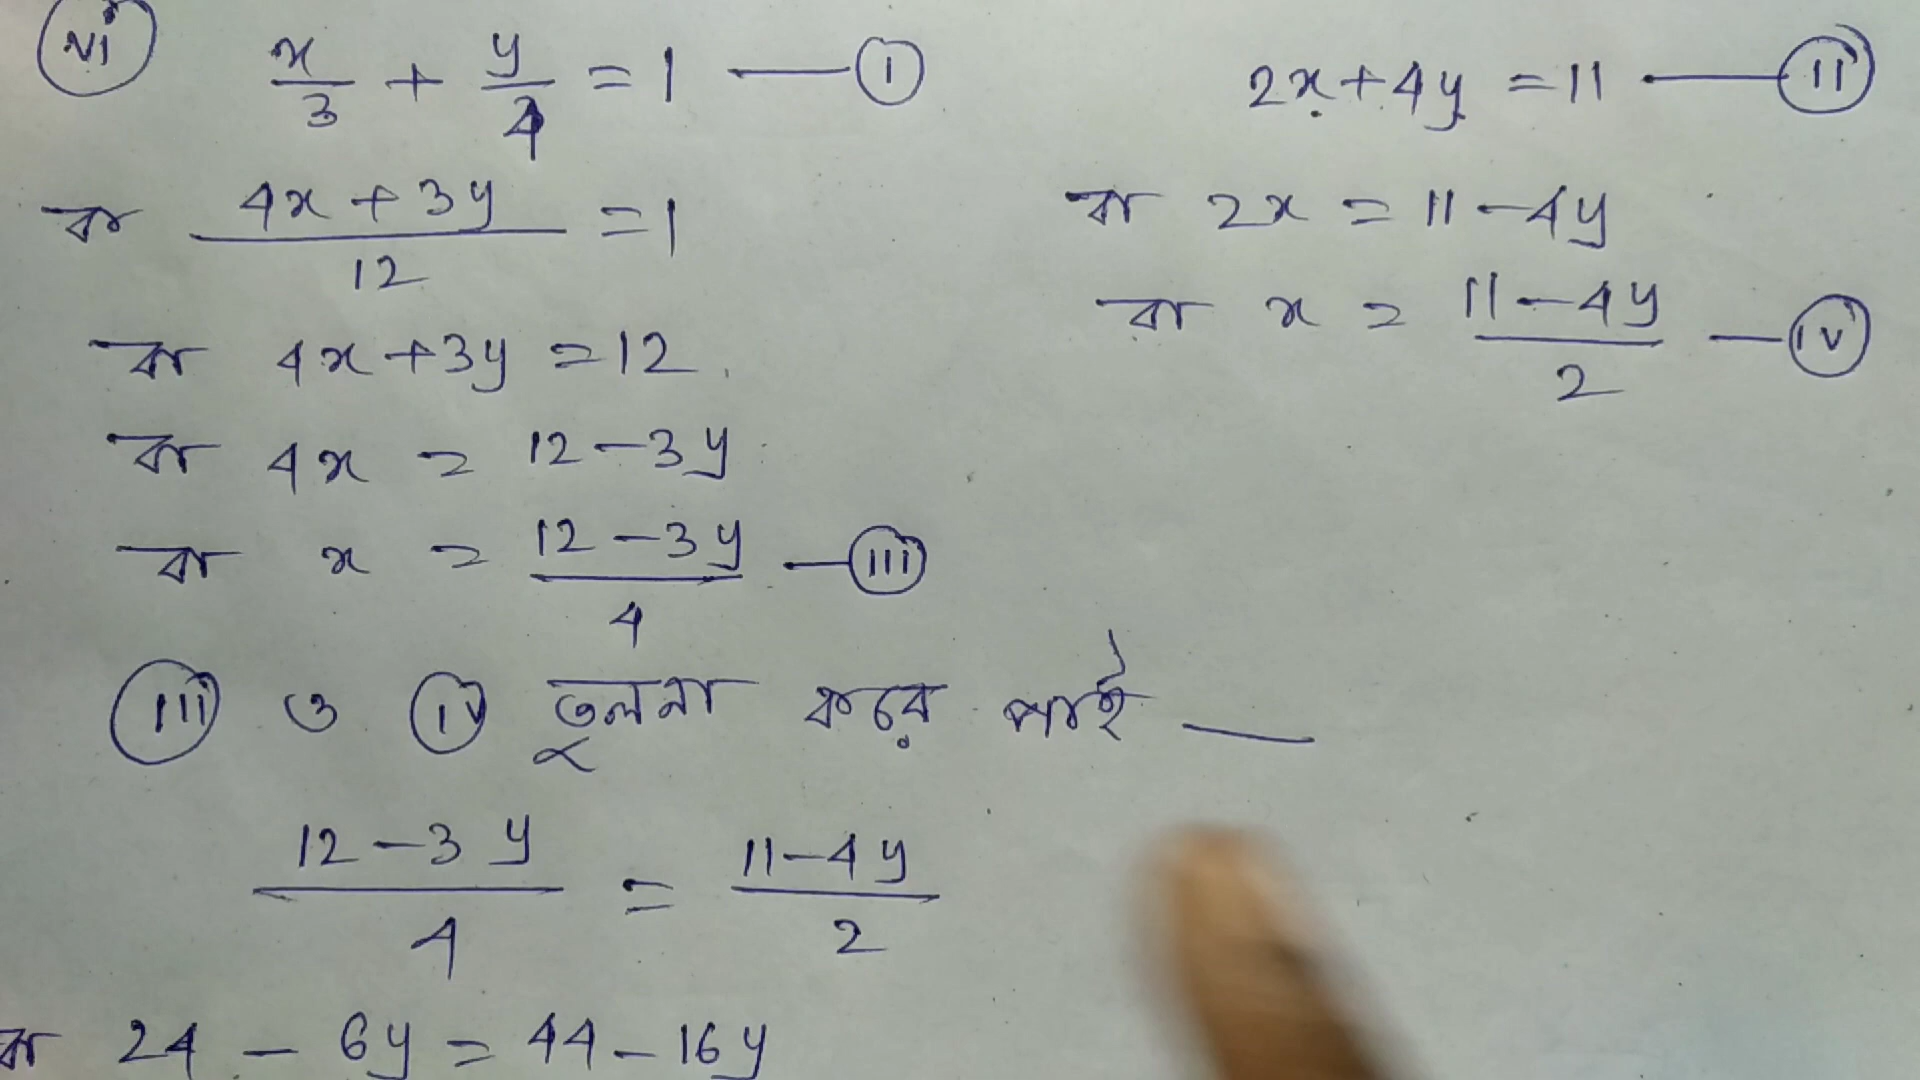 (vi) x/3 + y/4 = 1 —— (i)
2x + 4y = 11 —— (ii)
বা (4x + 3y)/12 = 1
বা 2x = 11 - 4y
বা x = (11 - 4y)/2 — (iv)
বা 4x + 3y = 12
বা 4x = 12 - 3y
বা x = (12 - 3y)/4 — (iii)
(iii) ও (iv) তুলনা করে পাই —
(12 - 3y)/4 = (11 - 4y)/2
বা 24 - 6y = 44 - 16y